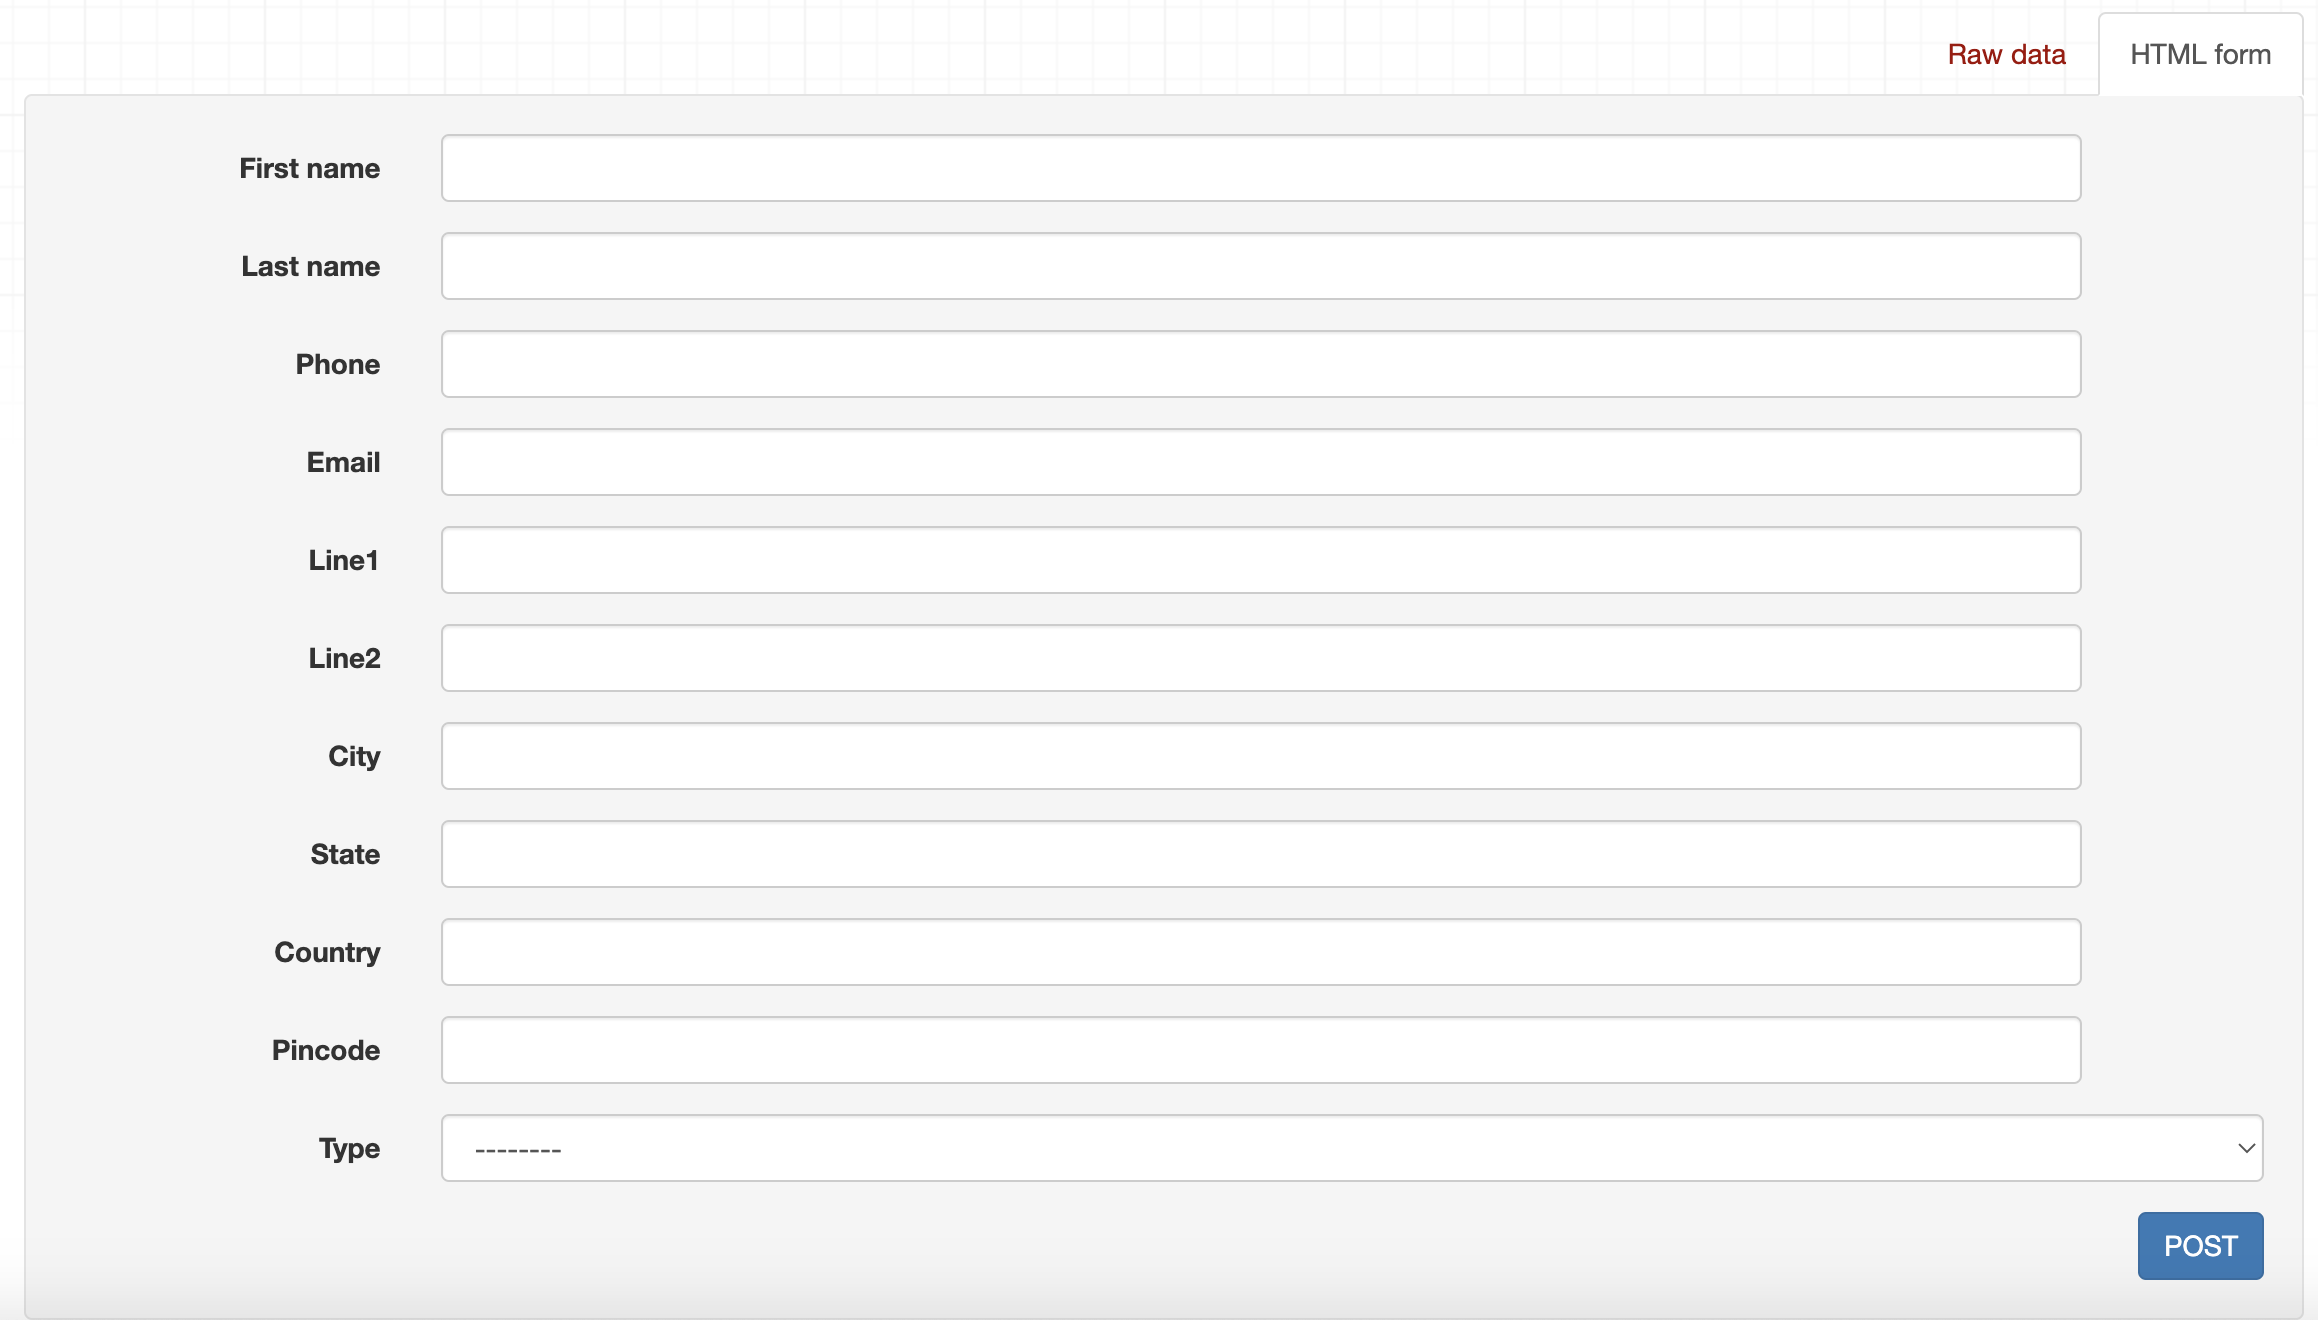 Raw data
HTML form
First name
Last name
Phone
Email
Line1
Line2
City
State
Country
Pincode
Type
--------
POST